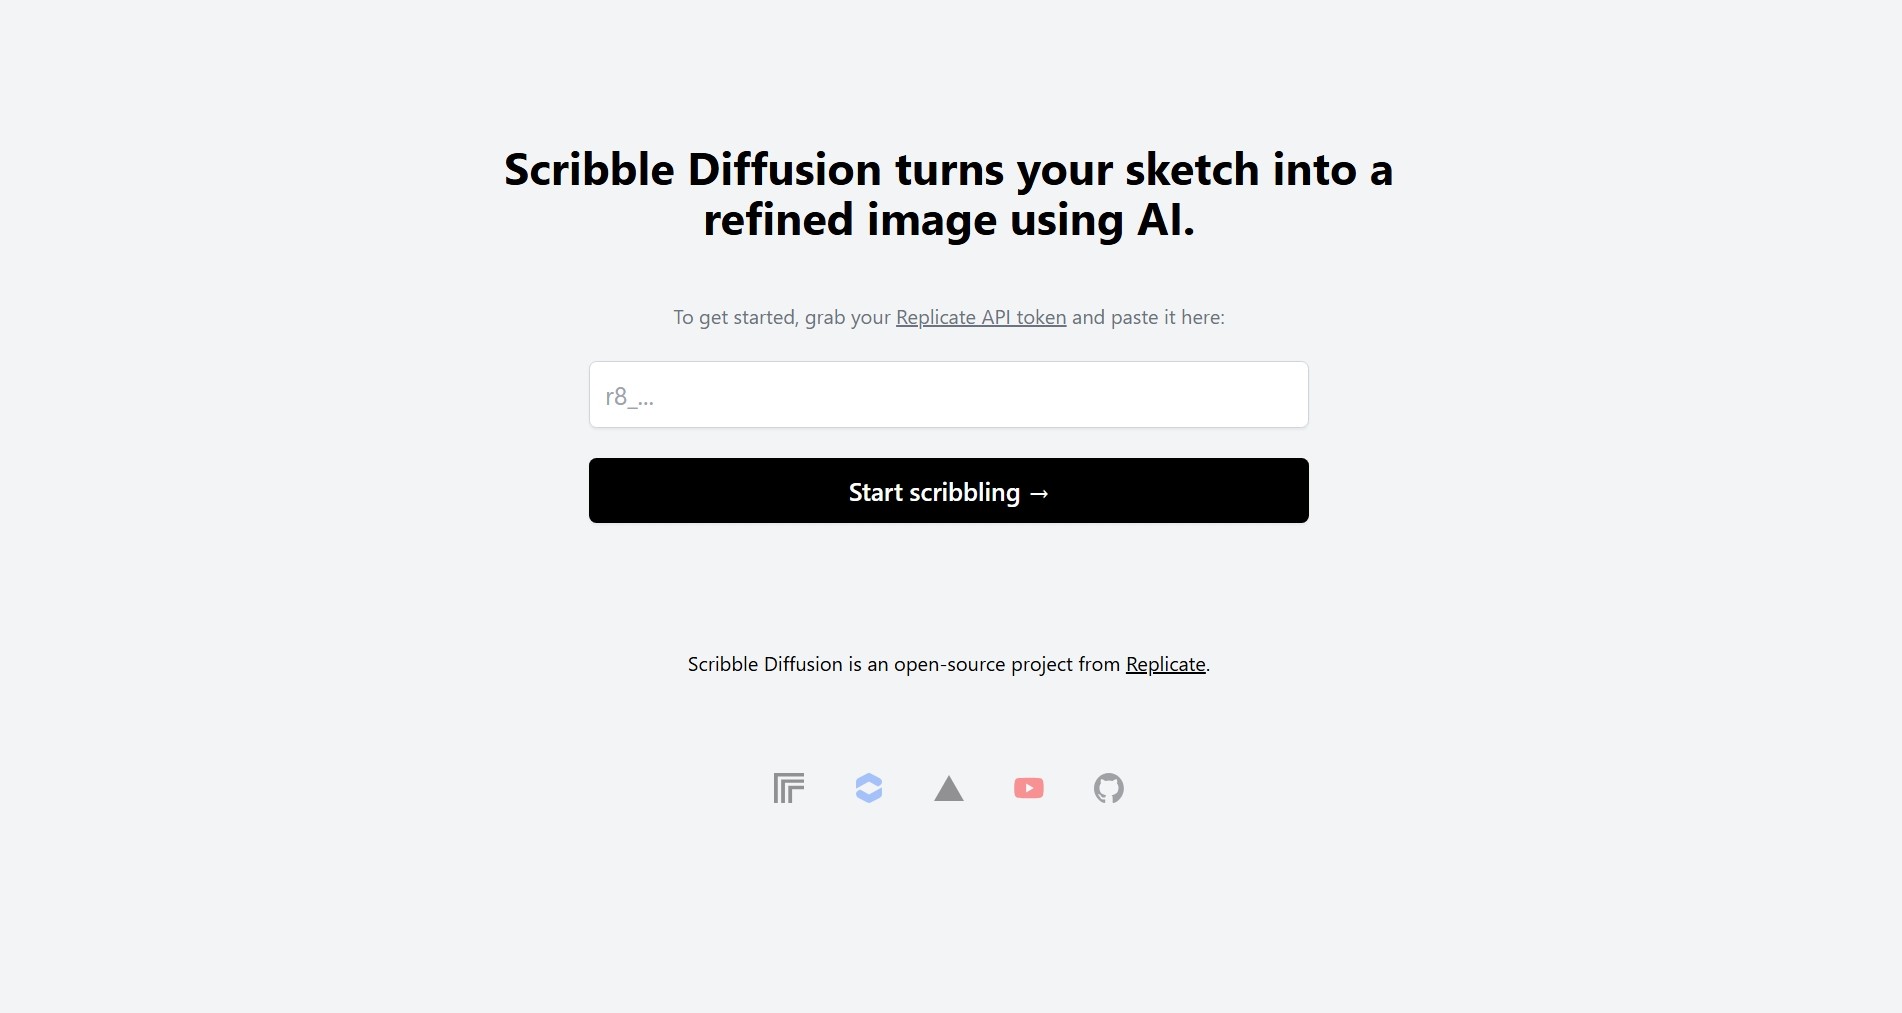 Scribble Diffusion turns your sketch into a
refined image using AI.
To get started, grab your Replicate API token and paste it here:
r8_...
Start scribbling →
Scribble Diffusion is an open-source project from Replicate.